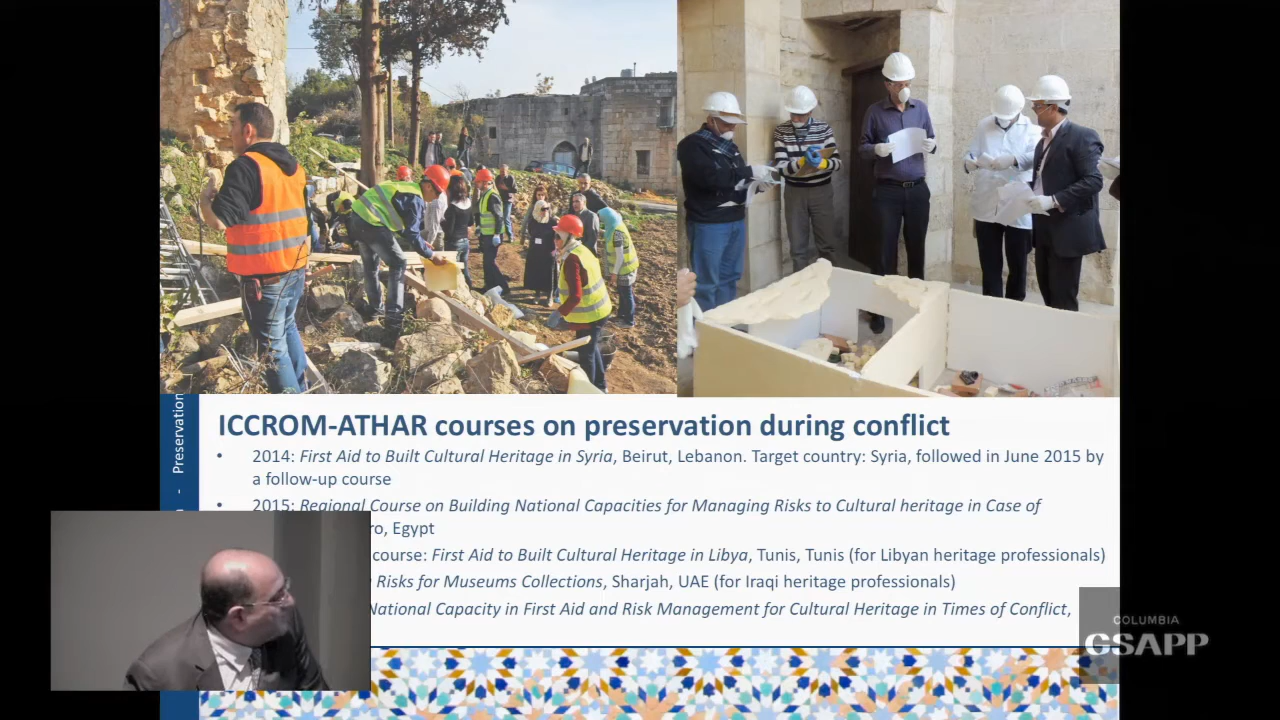 ICCROM-ATHAR courses on preservation during conflict
• 2014: First Aid to Built Cultural Heritage in Syria, Beirut, Lebanon. Target country: Syria, followed in June 2015 by
a follow-up course
• 2015: Regional Course on Building National Capacities for Managing Risks to Cultural heritage in Case of
Egypt
course: First Aid to Built Cultural Heritage in Libya, Tunis, Tunis (for Libyan heritage professionals)
Risks for Museums Collections, Sharjah, UAE (for Iraqi heritage professionals)
National Capacity in First Aid and Risk Management for Cultural Heritage in Times of Conflict,
- Preservation
COLUMBIA
GSAPP